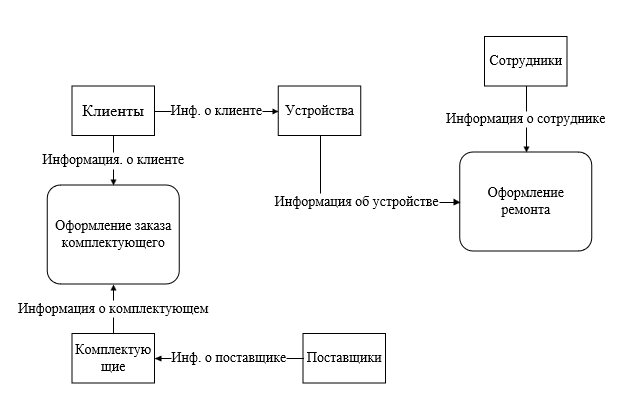 Сотрудники
Клиенты
Инф. о клиенте
Устройства
Информация о сотруднике
Информация. о клиенте
Оформление
ремонта
Информация об устройстве
Оформление заказа
комплектующего
Информация о комплектующем
Комплектую
щие
Инф. о поставщике
Поставщики